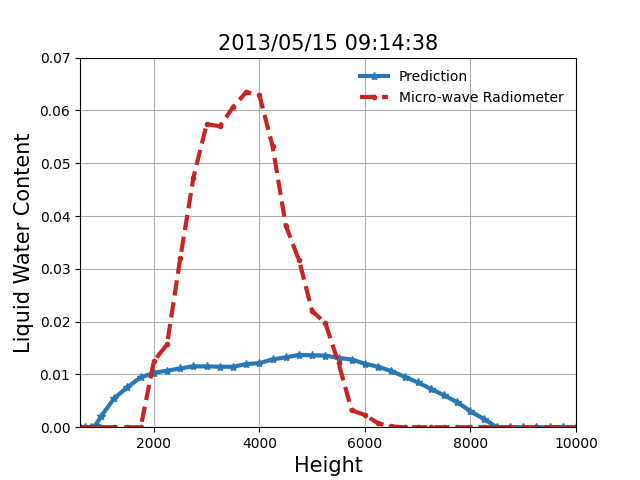 2013/05/15 09:14:38
Prediction
Micro-wave Radiometer
Liquid Water Content
0.07
0.06
0.05
0.04
0.03
0.02
0.01
0.00
2000 4000 6000 8000 10000
Height